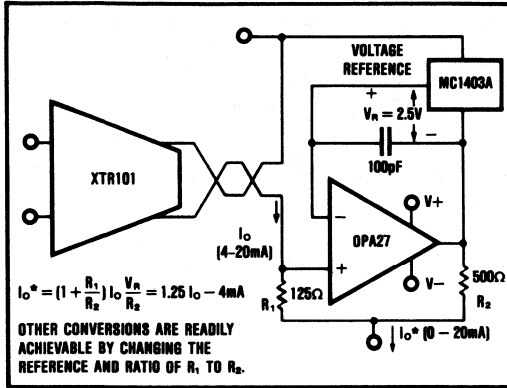 VOLTAGE
REFERENCE
MC1403A
+
V_R = 2.5V
−
100pF
XTR101
I_O
(4-20mA)
−
+
OPA27
V+
V−
R_1
125Ω
500Ω
R_2
I_O* (0 − 20mA)
I_O* = (1 + R_1/R_2) I_O V_R/R_2 = 1.25 I_O − 4mA
OTHER CONVERSIONS ARE READILY
ACHIEVABLE BY CHANGING THE
REFERENCE AND RATIO OF R_1 TO R_2.